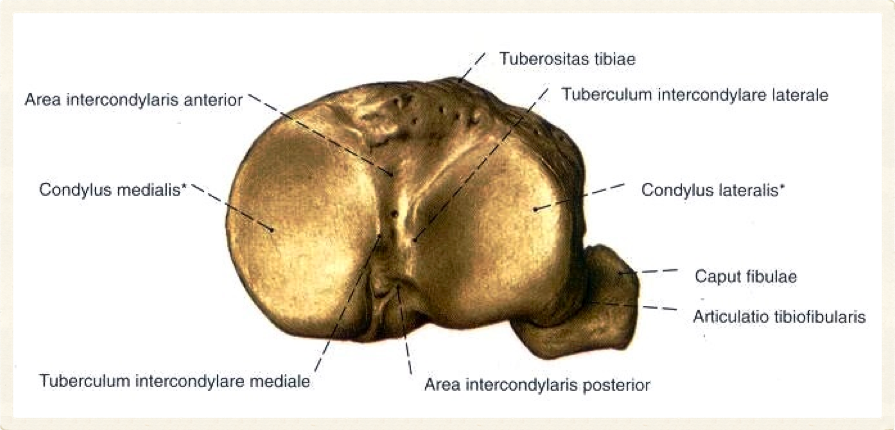 Tuberositas tibiae
Area intercondylaris anterior
Tuberculum intercondylare laterale
Condylus medialis*
Condylus lateralis*
Caput fibulae
Articulatio tibiofibularis
Tuberculum intercondylare mediale
Area intercondylaris posterior